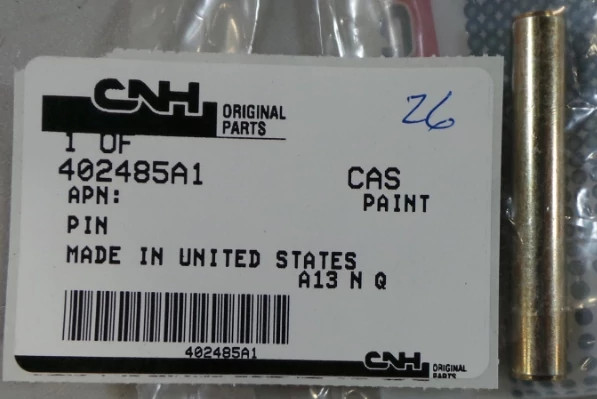 CNH ORIGINAL PARTS
26
1 OF
402485A1 CAS
APN: PAINT
PIN
MADE IN UNITED STATES
A13 N Q
402485A1
CNH ORIGINAL PARTS